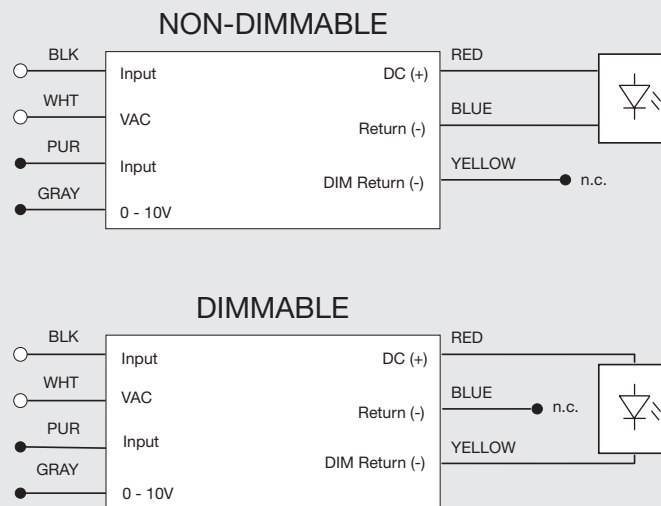 NON-DIMMABLE
BLK
Input
DC (+)
RED
WHT
VAC
Return (-)
BLUE
PUR
Input
DIM Return (-)
YELLOW
n.c.
GRAY
0 - 10V
DIMMABLE
BLK
Input
DC (+)
RED
WHT
VAC
Return (-)
BLUE
n.c.
PUR
Input
DIM Return (-)
YELLOW
GRAY
0 - 10V